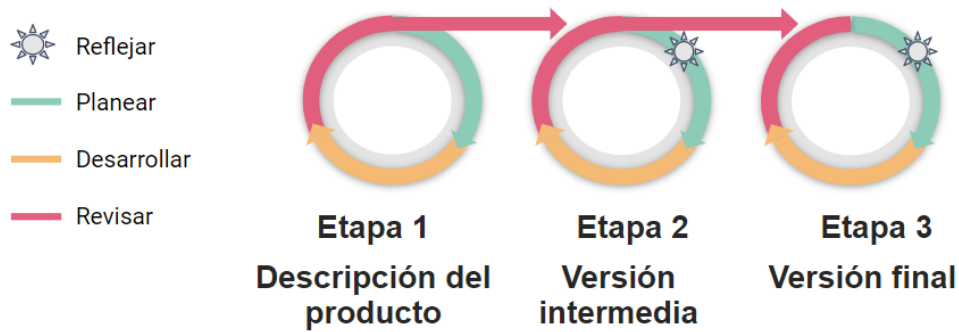 Reflejar
Planear
Desarrollar
Revisar
Etapa 1
Descripción del
producto
Etapa 2
Versión
intermedia
Etapa 3
Versión final